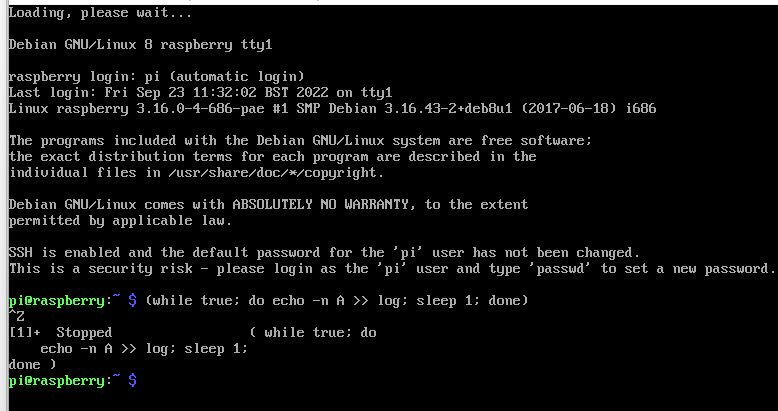 Loading, please wait...
Debian GNU/Linux 8 raspberry tty1
raspberry login: pi (automatic login)
Last login: Fri Sep 23 11:32:02 BST 2022 on tty1
Linux raspberry 3.16.0-4-686-pae #1 SMP Debian 3.16.43-2+deb8u1 (2017-06-18) i686
The programs included with the Debian GNU/Linux system are free software;
the exact distribution terms for each program are described in the
individual files in /usr/share/doc/*/copyright.
Debian GNU/Linux comes with ABSOLUTELY NO WARRANTY, to the extent
permitted by applicable law.
SSH is enabled and the default password for the 'pi' user has not been changed.
This is a security risk - please login as the 'pi' user and type 'passwd' to set a new password.
pi@raspberry:~ $ (while true; do echo -n A >> log; sleep 1; done)
^Z
[1]+  Stopped                 ( while true; do
    echo -n A >> log; sleep 1;
done )
pi@raspberry:~ $